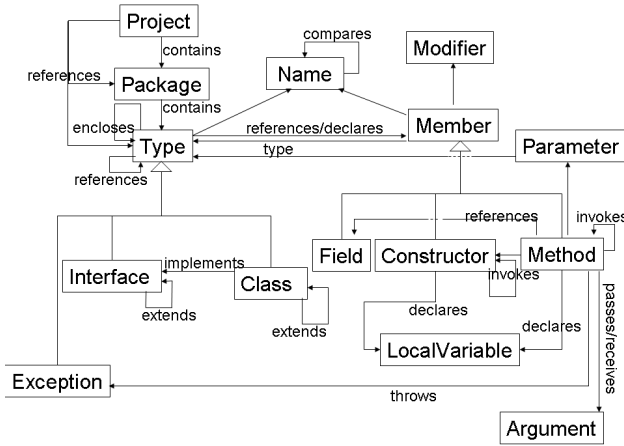 Project
contains
references
Package
contains
encloses
Type
references
compares
Name
Modifier
references/declares
Member
type
Parameter
references
invokes
Field
Constructor
Method
invokes
implements
Interface
Class
extends
extends
declares
declares
passes/receives
LocalVariable
Exception
throws
Argument